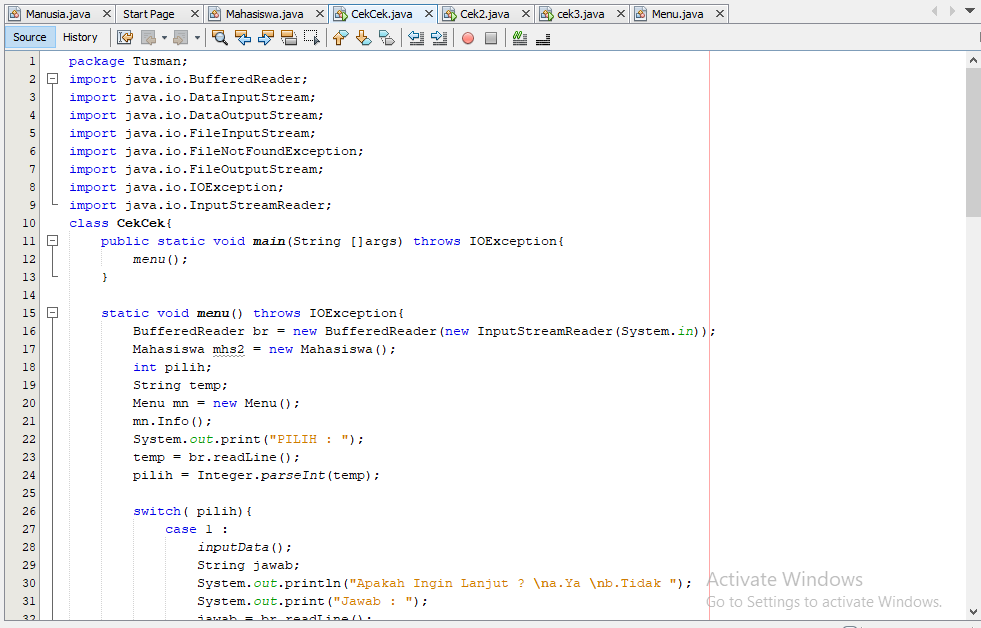 Manusia.java × Start Page × Mahasiswa.java × CekCek.java × Cek2.java × cek3.java × Menu.java ×
Source History
1 package Tusman;
2 import java.io.BufferedReader;
3 import java.io.DataInputStream;
4 import java.io.DataOutputStream;
5 import java.io.FileInputStream;
6 import java.io.FileNotFoundException;
7 import java.io.FileOutputStream;
8 import java.io.IOException;
9 import java.io.InputStreamReader;
10 class CekCek{
11 public static void main(String []args) throws IOException{
12 menu();
13 }
14
15 static void menu() throws IOException{
16 BufferedReader br = new BufferedReader(new InputStreamReader(System.in));
17 Mahasiswa mhs2 = new Mahasiswa();
18 int pilih;
19 String temp;
20 Menu mn = new Menu();
21 mn.Info();
22 System.out.print("PILIH : ");
23 temp = br.readLine();
24 pilih = Integer.parseInt(temp);
25
26 switch( pilih){
27 case 1 :
28 inputData();
29 String jawab;
30 System.out.println("Apakah Ingin Lanjut ? \na.Ya \nb.Tidak ");
31 System.out.print("Jawab : ");
32 jawab = br.readLine();
Activate Windows
Go to Settings to activate Windows.